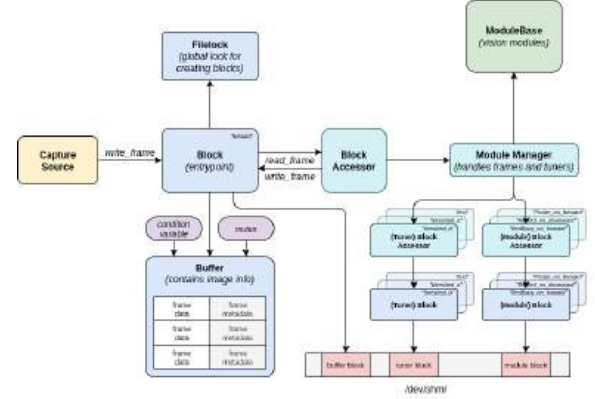 ModuleBase
(vision modules)
Filelock
(global lock for
creating blocks)
Capture
Source
write_frame
Block
(entrypoint)
read_frame
write_frame
Block
Accessor
Module Manager
(handles frames and tuners)
condition
variable
mutex
Buffer
(contains image info)
frame
data
frame
metadata
frame
data
frame
metadata
frame
data
frame
metadata
(Tuner) Block
Accessor
(Module) Block
Accessor
(Tuner) Block
(Module) Block
buffer block
tuner block
module block
/dev/shm/